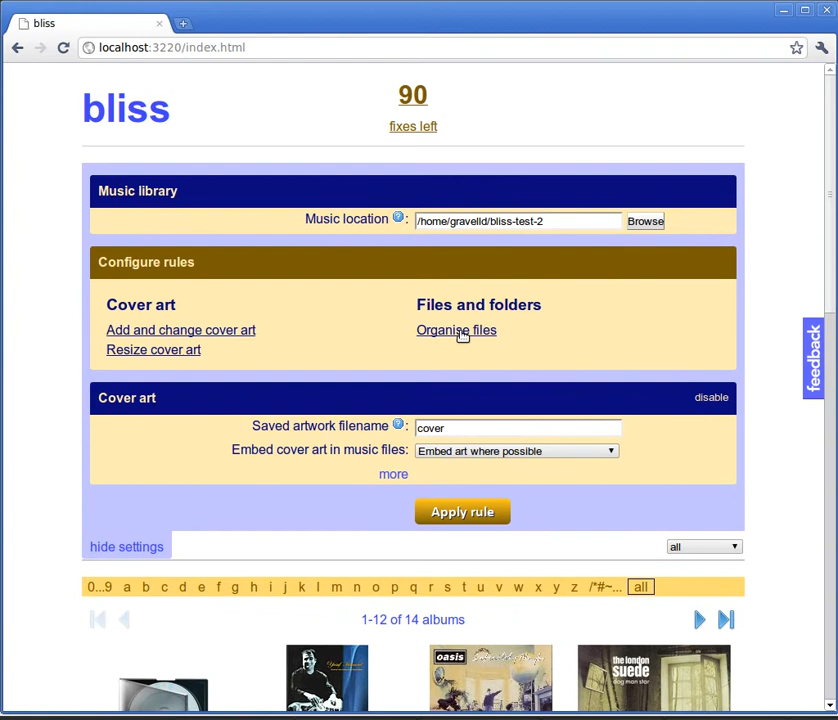 bliss
localhost:3220/index.html
bliss
90
fixes left
Music library
Music location ? : /home/gravelld/bliss-test-2 Browse
Configure rules
Cover art
Files and folders
Add and change cover art
Organise files
Resize cover art
feedback
Cover art disable
Saved artwork filename ? : cover
Embed cover art in music files: Embed art where possible
more
Apply rule
hide settings
all
0...9 a b c d e f g h i j k l m n o p q r s t u v w x y z /*#~... all
1-12 of 14 albums
oasis
the london
suede
dog man star